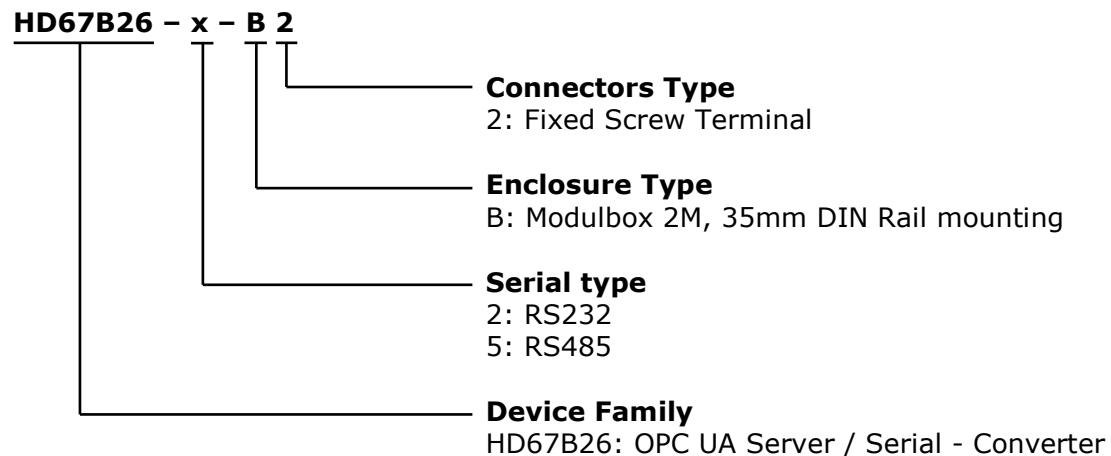 HD67B26 – x – B 2
Connectors Type
2: Fixed Screw Terminal
Enclosure Type
B: Modulbox 2M, 35mm DIN Rail mounting
Serial type
2: RS232
5: RS485
Device Family
HD67B26: OPC UA Server / Serial - Converter